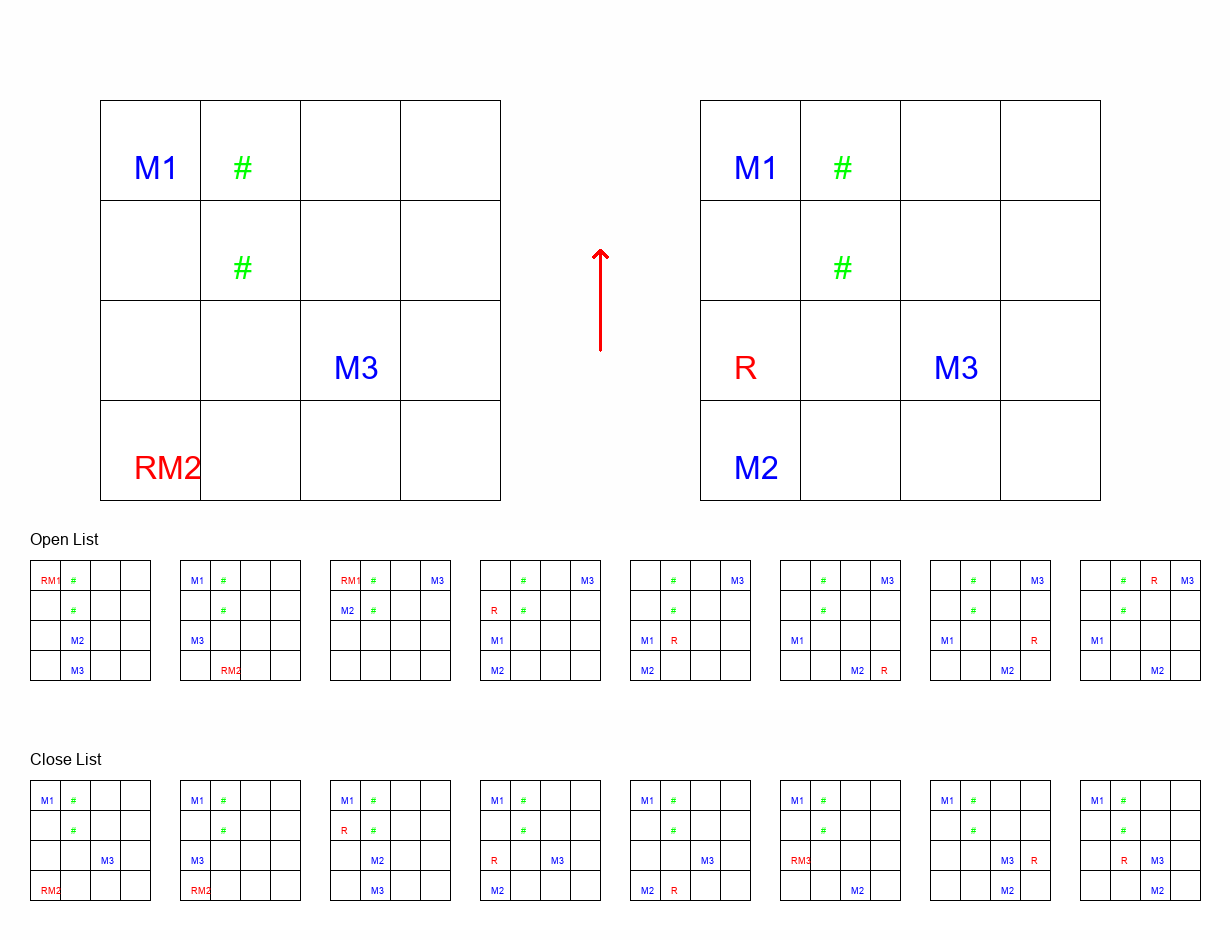 M1 # M1 #
# #
M3 R M3
RM2 M2
Open List
RM1 # M1 # RM1 # M3 # M3 # M3 # M3 # M3 # R M3
# # M2 # R # # # # #
M2 M3 M1 M1 R M1 M1 R M1
M3 RM2 M2 M2 M2 R M2 M2
Close List
M1 # M1 # M1 # M1 # M1 # M1 # M1 # M1 #
# # R # # # # # #
M3 M3 M2 R M3 M3 RM3 M3 R R M3
RM2 RM2 M3 M2 M2 R M2 M2 M2